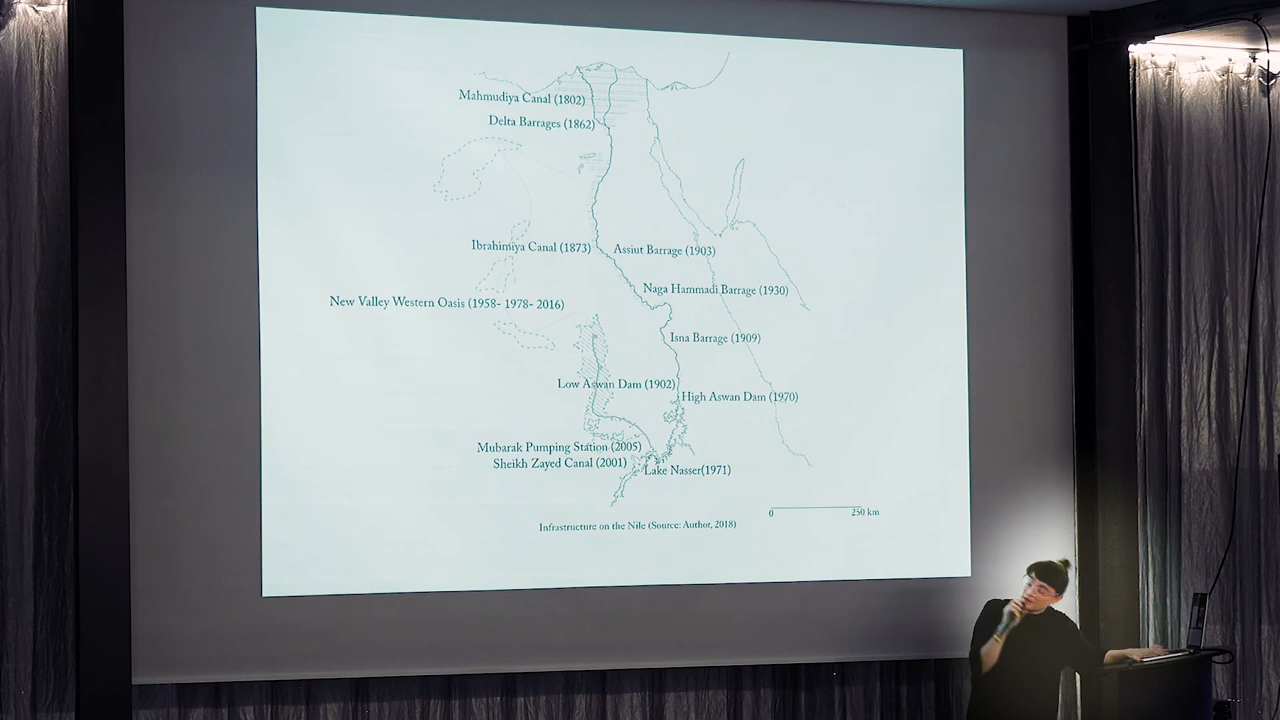 Mahmudiya Canal (1802)
Delta Barrages (1862)
Ibrahimiya Canal (1873)
Assiut Barrage (1903)
Naga Hammadi Barrage (1930)
New Valley Western Oasis (1958- 1978- 2016)
Isna Barrage (1909)
Low Aswan Dam (1902)
High Aswan Dam (1970)
Mubarak Pumping Station (2005)
Sheikh Zayed Canal (2001)
Lake Nasser(1971)
0 250 km
Infrastructure on the Nile (Source: Author, 2018)